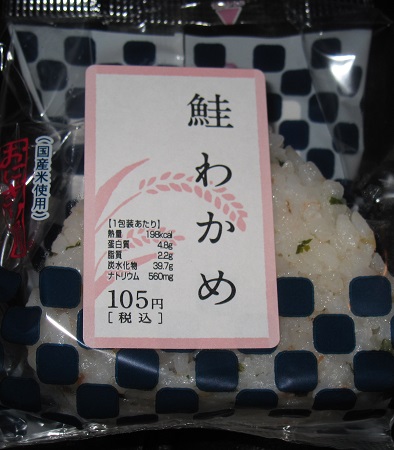 鮭わかめ
【1包装あたり】
熱量 198kcal
蛋白質 4.8g
脂質 2.2g
炭水化物 39.7g
ナトリウム 560mg
105円
[税込]
(国産米使用)